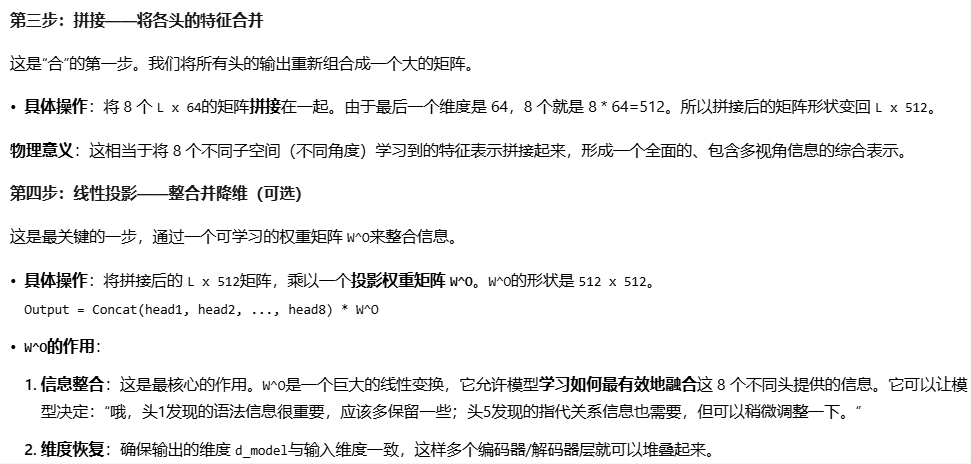 第三步：拼接——将各头的特征合并
这是“合”的第一步。我们将所有头的输出重新组合成一个大的矩阵。
• 具体操作：将 8 个 L x 64的矩阵拼接在一起。由于最后一个维度是 64，8 个就是 8 * 64=512。所以拼接后的矩阵形状变回 L x 512。
物理意义：这相当于将 8 个不同子空间（不同角度）学习到的特征表示拼接起来，形成一个全面的、包含多视角信息的综合表示。
第四步：线性投影——整合并降维（可选）
这是最关键的一步，通过一个可学习的权重矩阵 W^O来整合信息。
• 具体操作：将拼接后的 L x 512矩阵，乘以一个投影权重矩阵 W^O。W^O的形状是 512 x 512。
Output = Concat(head1, head2, ..., head8) * W^O
• W^O的作用：
1. 信息整合：这是最核心的作用。W^O是一个巨大的线性变换，它允许模型学习如何最有效地融合这 8 个不同头提供的信息。它可以让模
型决定：“哦，头1发现的语法信息很重要，应该多保留一些；头5发现的指代关系信息也需要，但可以稍微调整一下。”
2. 维度恢复：确保输出的维度 d_model与输入维度一致，这样多个编码器/解码器层就可以堆叠起来。